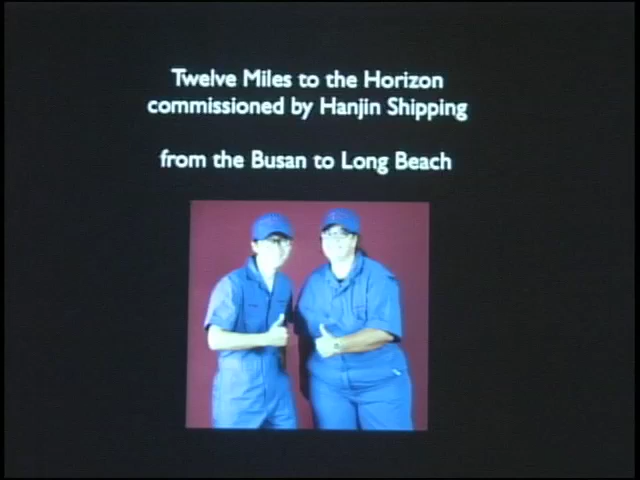 Twelve Miles to the Horizon
commissioned by Hanjin Shipping
from the Busan to Long Beach